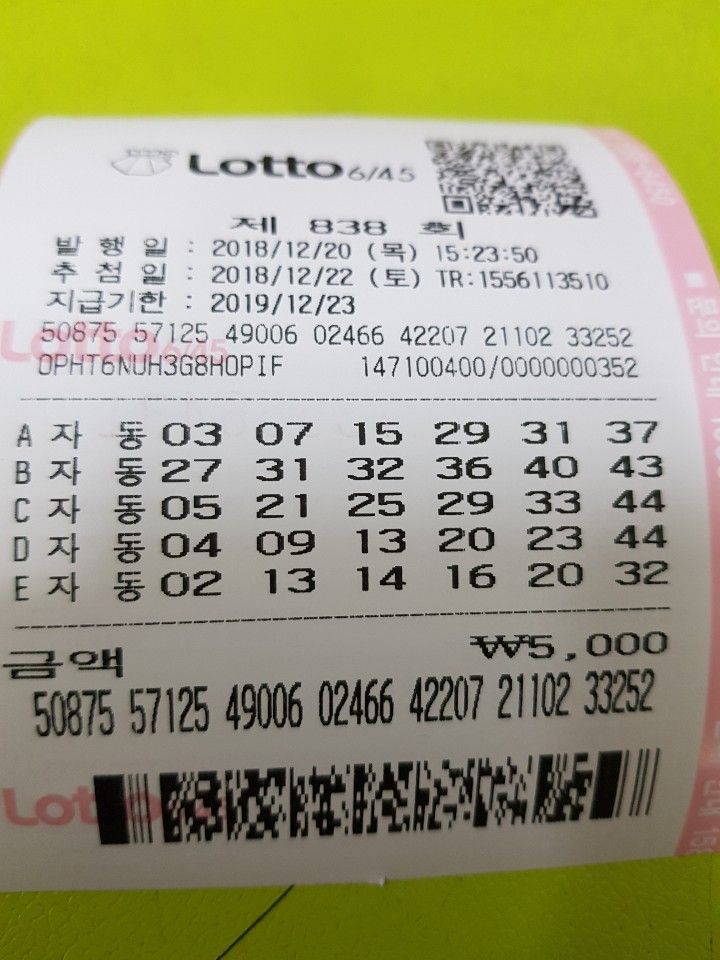 Lotto 6/45
제 838 회
발 행 일 : 2018/12/20 (목) 15:23:50
추 첨 일 : 2018/12/22 (토) TR:1556113510
지급기한 : 2019/12/23
50875 57125 49006 02466 42207 21102 33252
OPHT6NUH3G8HOPIF 147100400/0000000352
A 자 동 03 07 15 29 31 37
B 자 동 27 31 32 36 40 43
C 자 동 05 21 25 29 33 44
D 자 동 04 09 13 20 23 44
E 자 동 02 13 14 16 20 32
금액 ₩5,000
50875 57125 49006 02466 42207 21102 33252